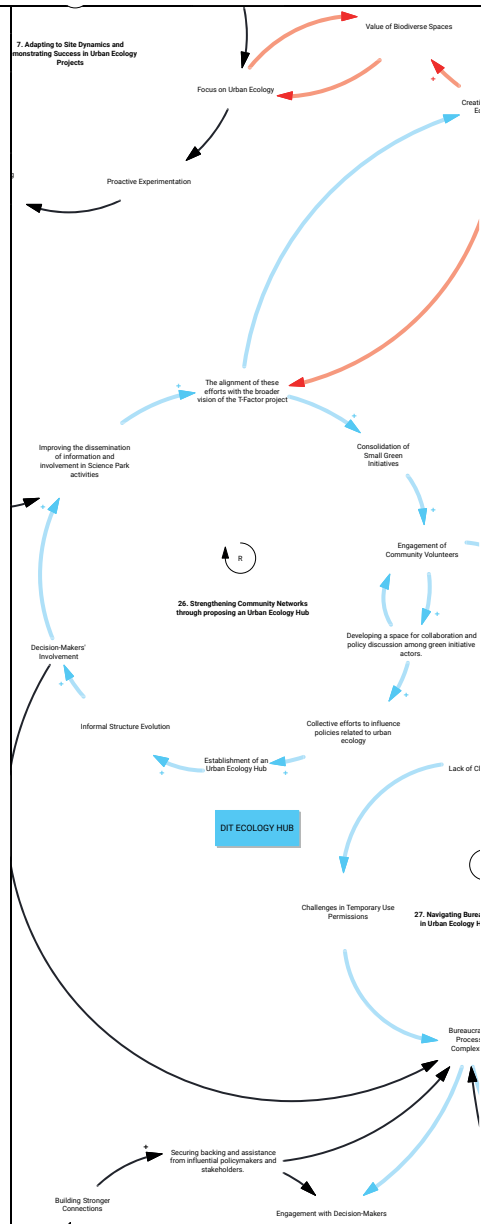 Value of Biodiverse Spaces
7. Adapting to Site Dynamics and
monstrating Success in Urban Ecology
Projects
Focus on Urban Ecology
+
Creati
Ec
Proactive Experimentation
The alignment of these
efforts with the broader
vision of the T-Factor project
+
+
Consolidation of
Small Green
Initiatives
Improving the dissemination
of information and
involvement in Science Park
activities
+
+
Engagement of
Community Volunteers
R
26. Strengthening Community Networks
through proposing an Urban Ecology Hub
+
Developing a space for collaboration and
policy discussion among green initiative
actors.
Decision-Makers'
Involvement
+
+
Collective efforts to influence
policies related to urban
ecology
Informal Structure Evolution
Establishment of an
Urban Ecology Hub
+
+
Lack of Cl
DIT ECOLOGY HUB
Challenges in Temporary Use
Permissions
27. Navigating Burea
in Urban Ecology H
Bureaucra
Process
Complex
+
Securing backing and assistance
from influential policymakers and
stakeholders.
Building Stronger
Connections
Engagement with Decision-Makers